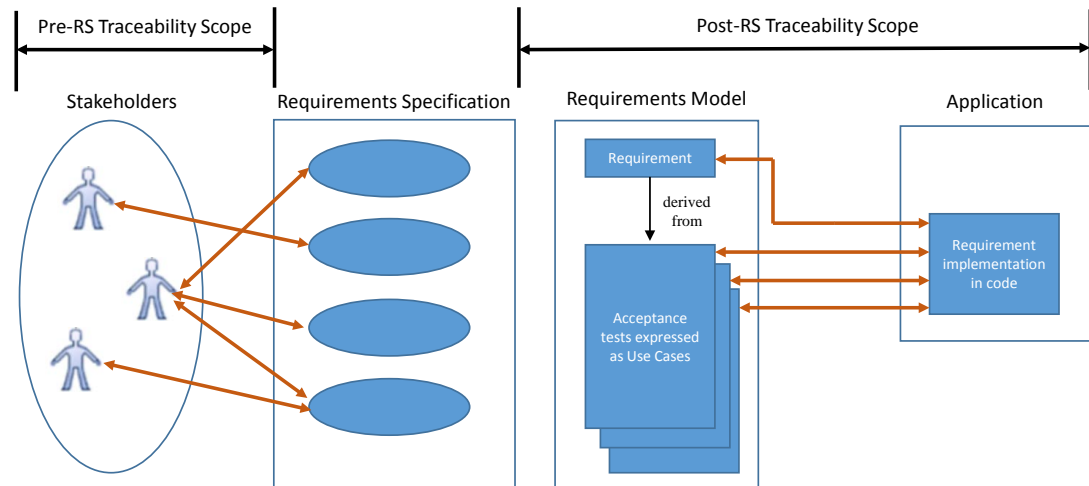 Pre-RS Traceability Scope
Post-RS Traceability Scope
Stakeholders
Requirements Specification
Requirements Model
Application
Requirement
derived
from
Requirement
implementation
in code
Acceptance
tests expressed
as Use Cases